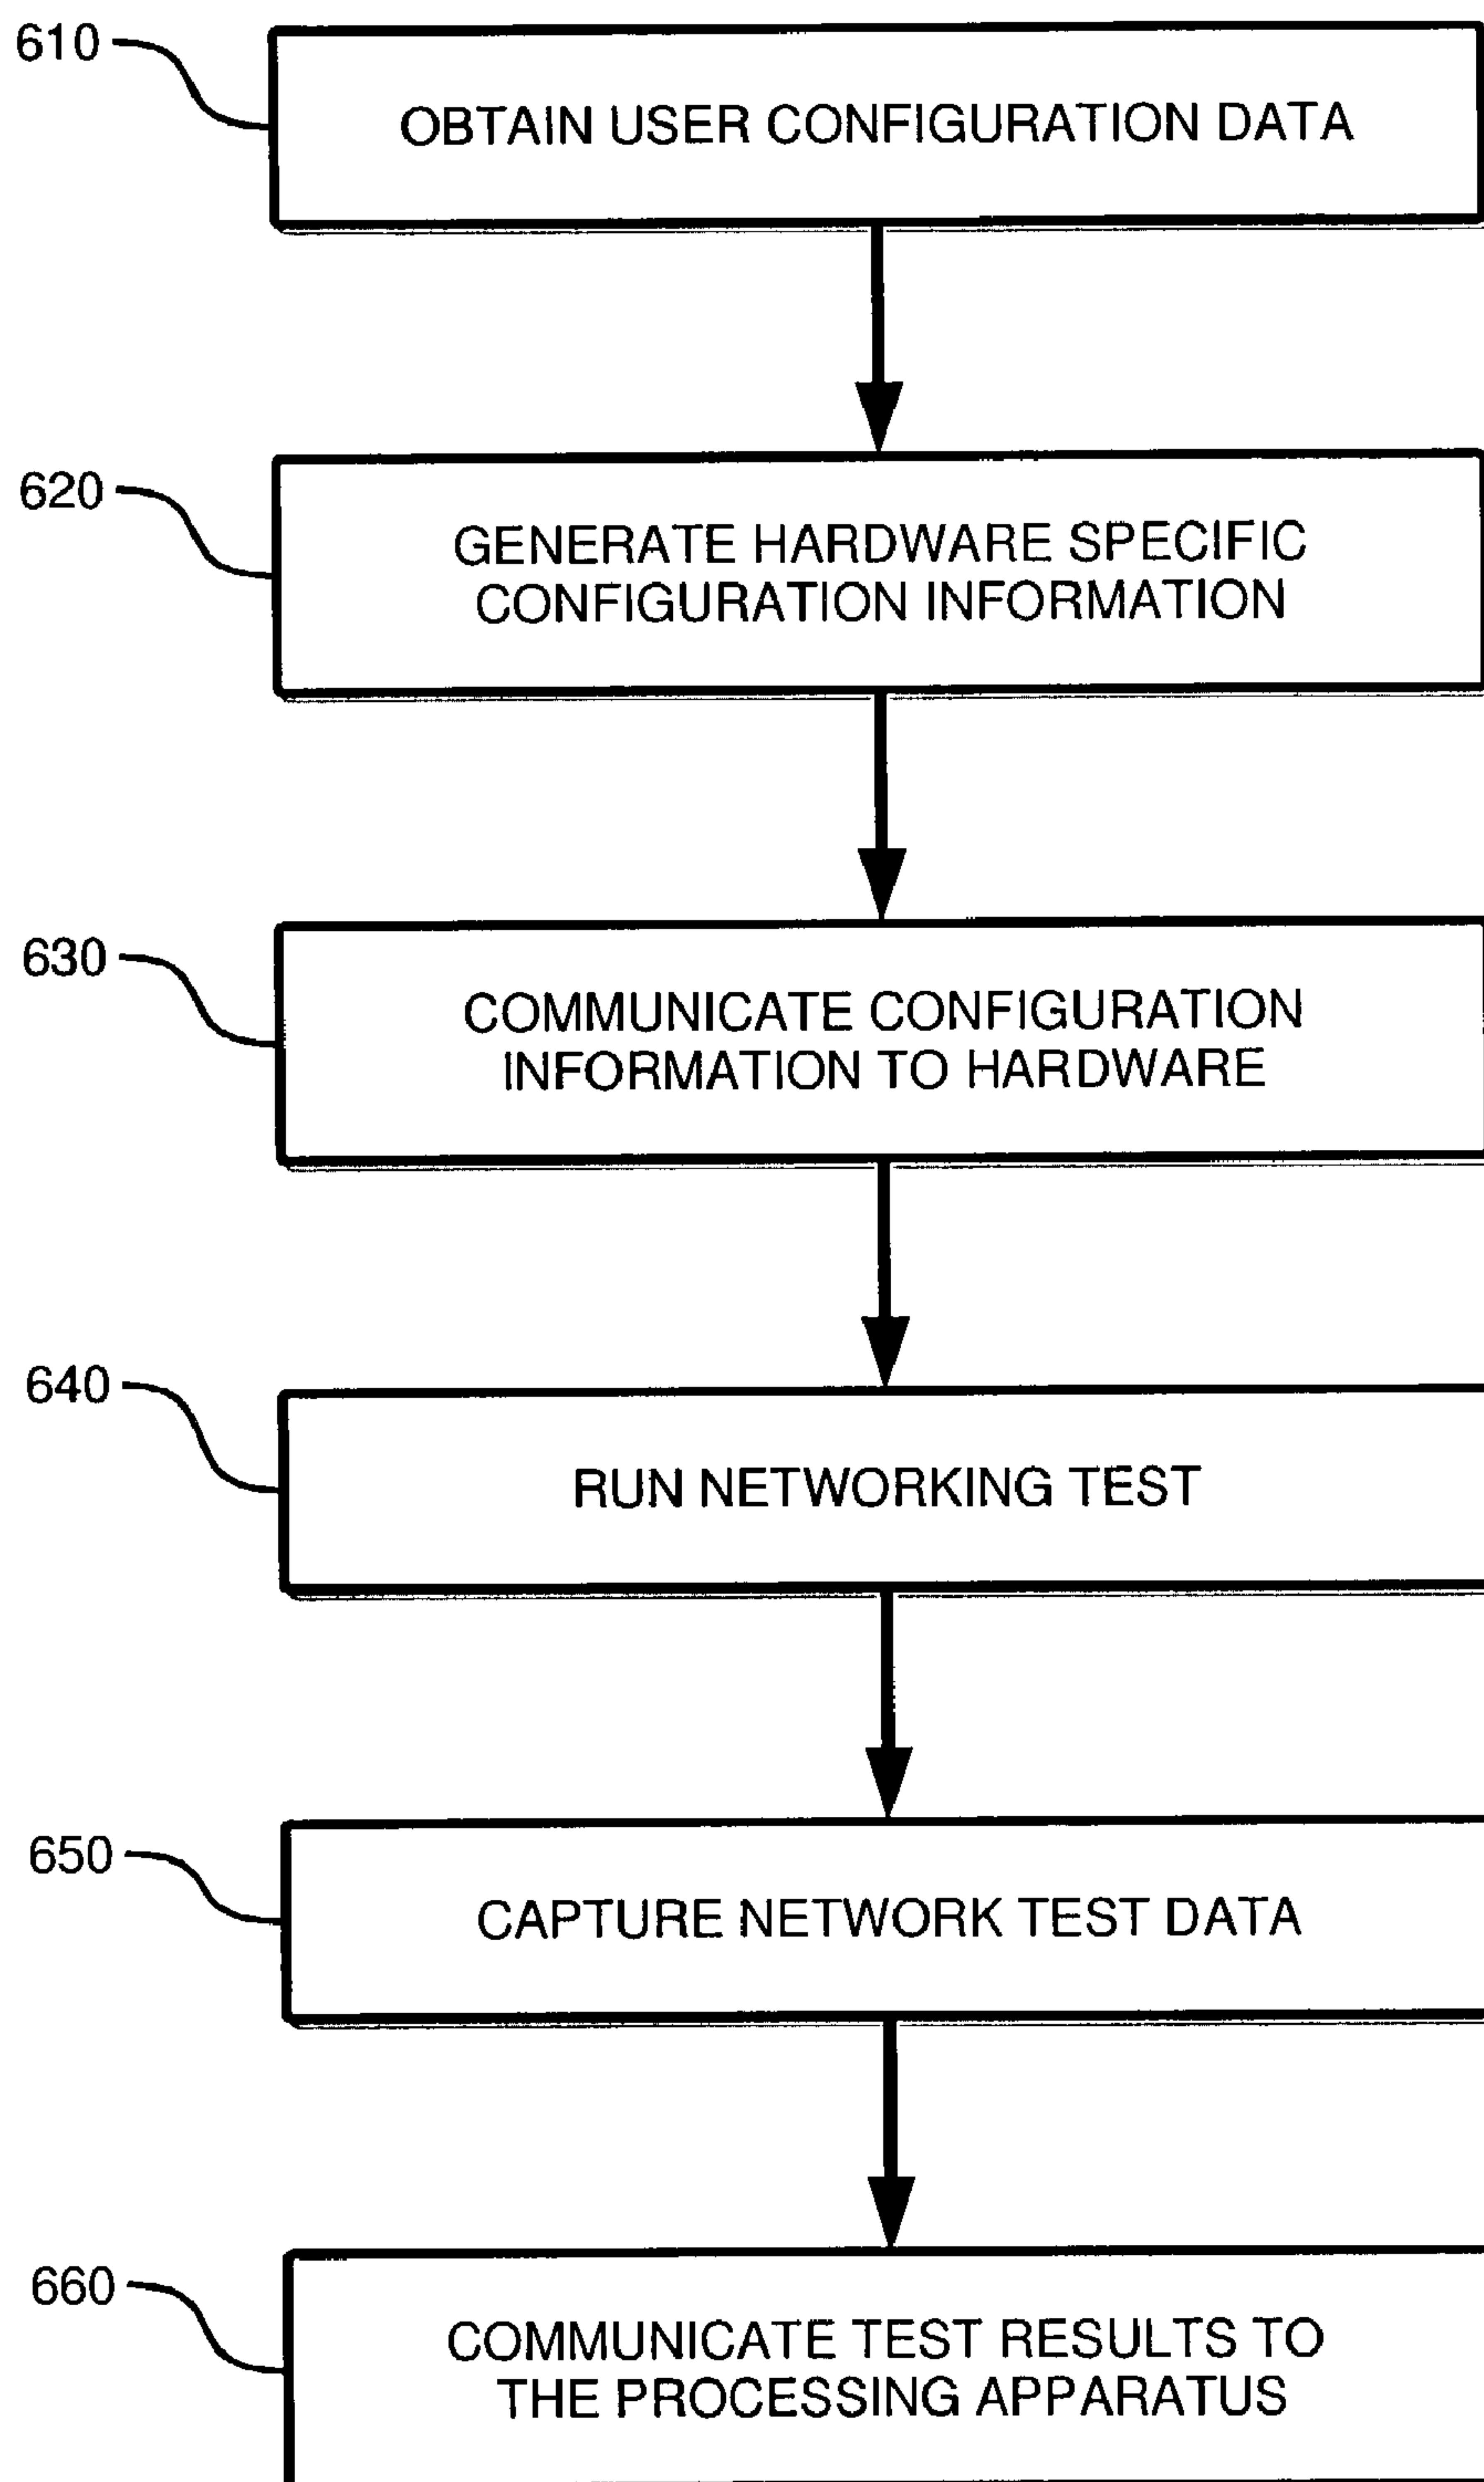 610
OBTAIN USER CONFIGURATION DATA
620
GENERATE HARDWARE SPECIFIC
CONFIGURATION INFORMATION
630
COMMUNICATE CONFIGURATION
INFORMATION TO HARDWARE
640
RUN NETWORKING TEST
650
CAPTURE NETWORK TEST DATA
660
COMMUNICATE TEST RESULTS TO
THE PROCESSING APPARATUS